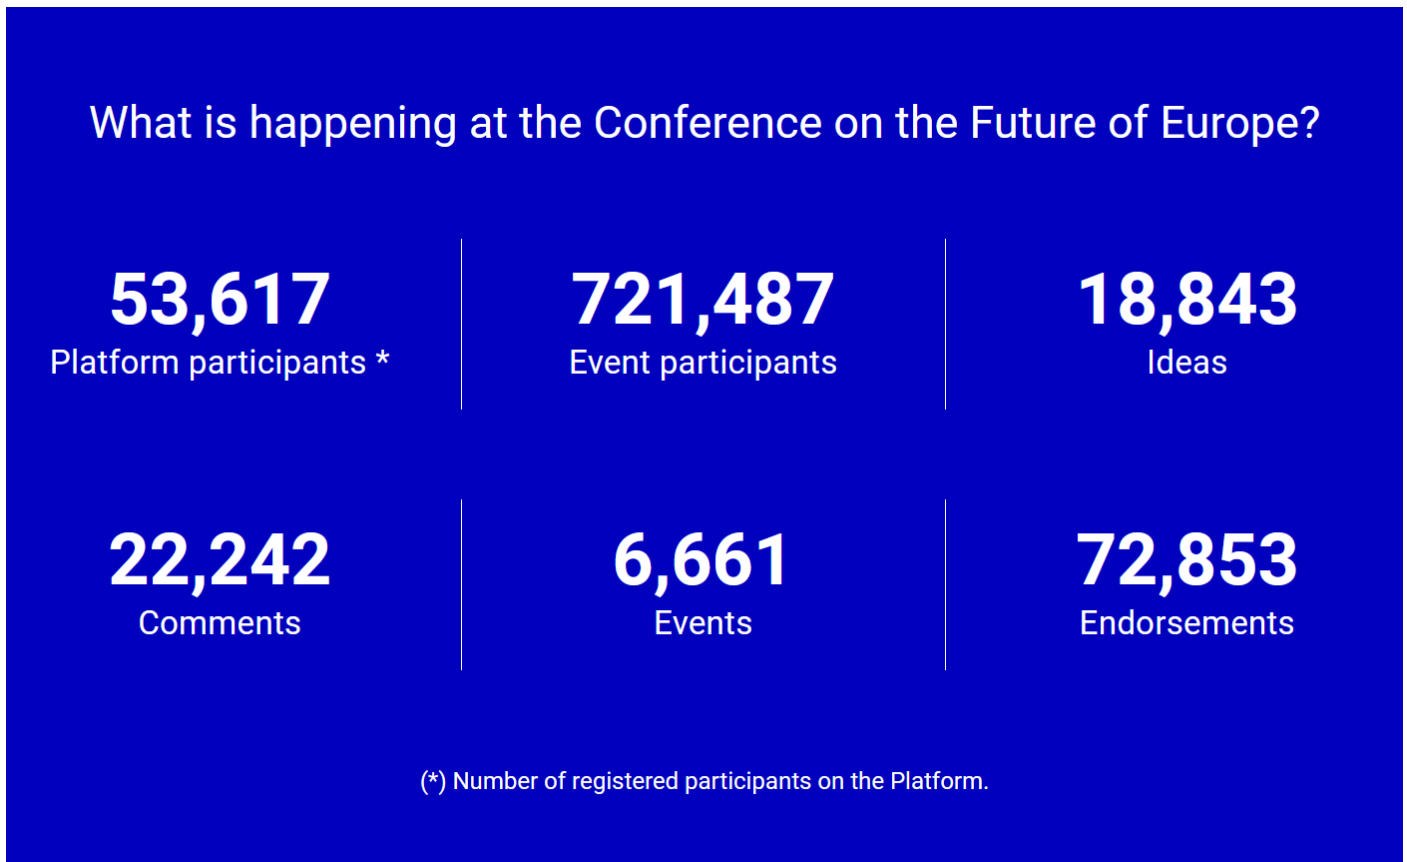 What is happening at the Conference on the Future of Europe?
53,617
Platform participants *
721,487
Event participants
18,843
Ideas
22,242
Comments
6,661
Events
72,853
Endorsements
(*) Number of registered participants on the Platform.